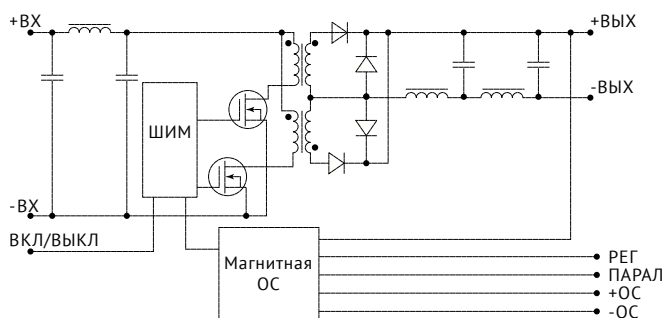 +ВХ
+ВЫХ
-ВЫХ
ШИМ
-ВХ
ВКЛ/ВЫКЛ
Магнитная
ОС
РЕГ
ПАРАЛ
+ОС
-ОС